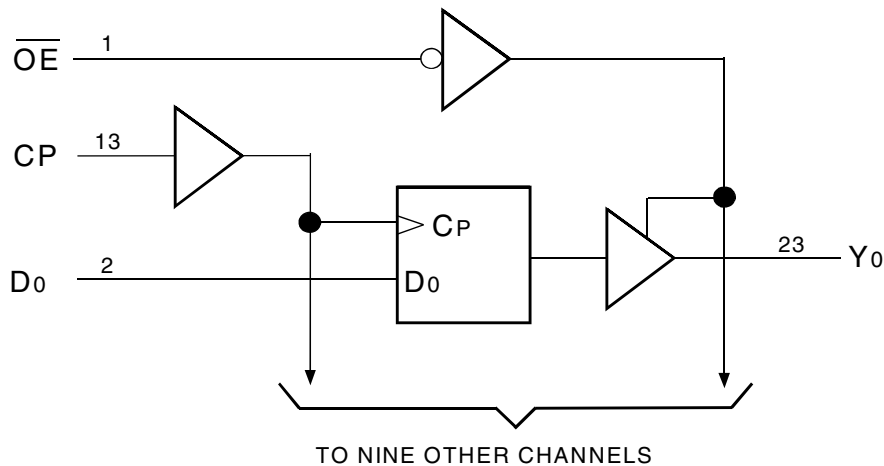 OE 1
CP 13
CP
D0 2
D0
23 Y0
TO NINE OTHER CHANNELS